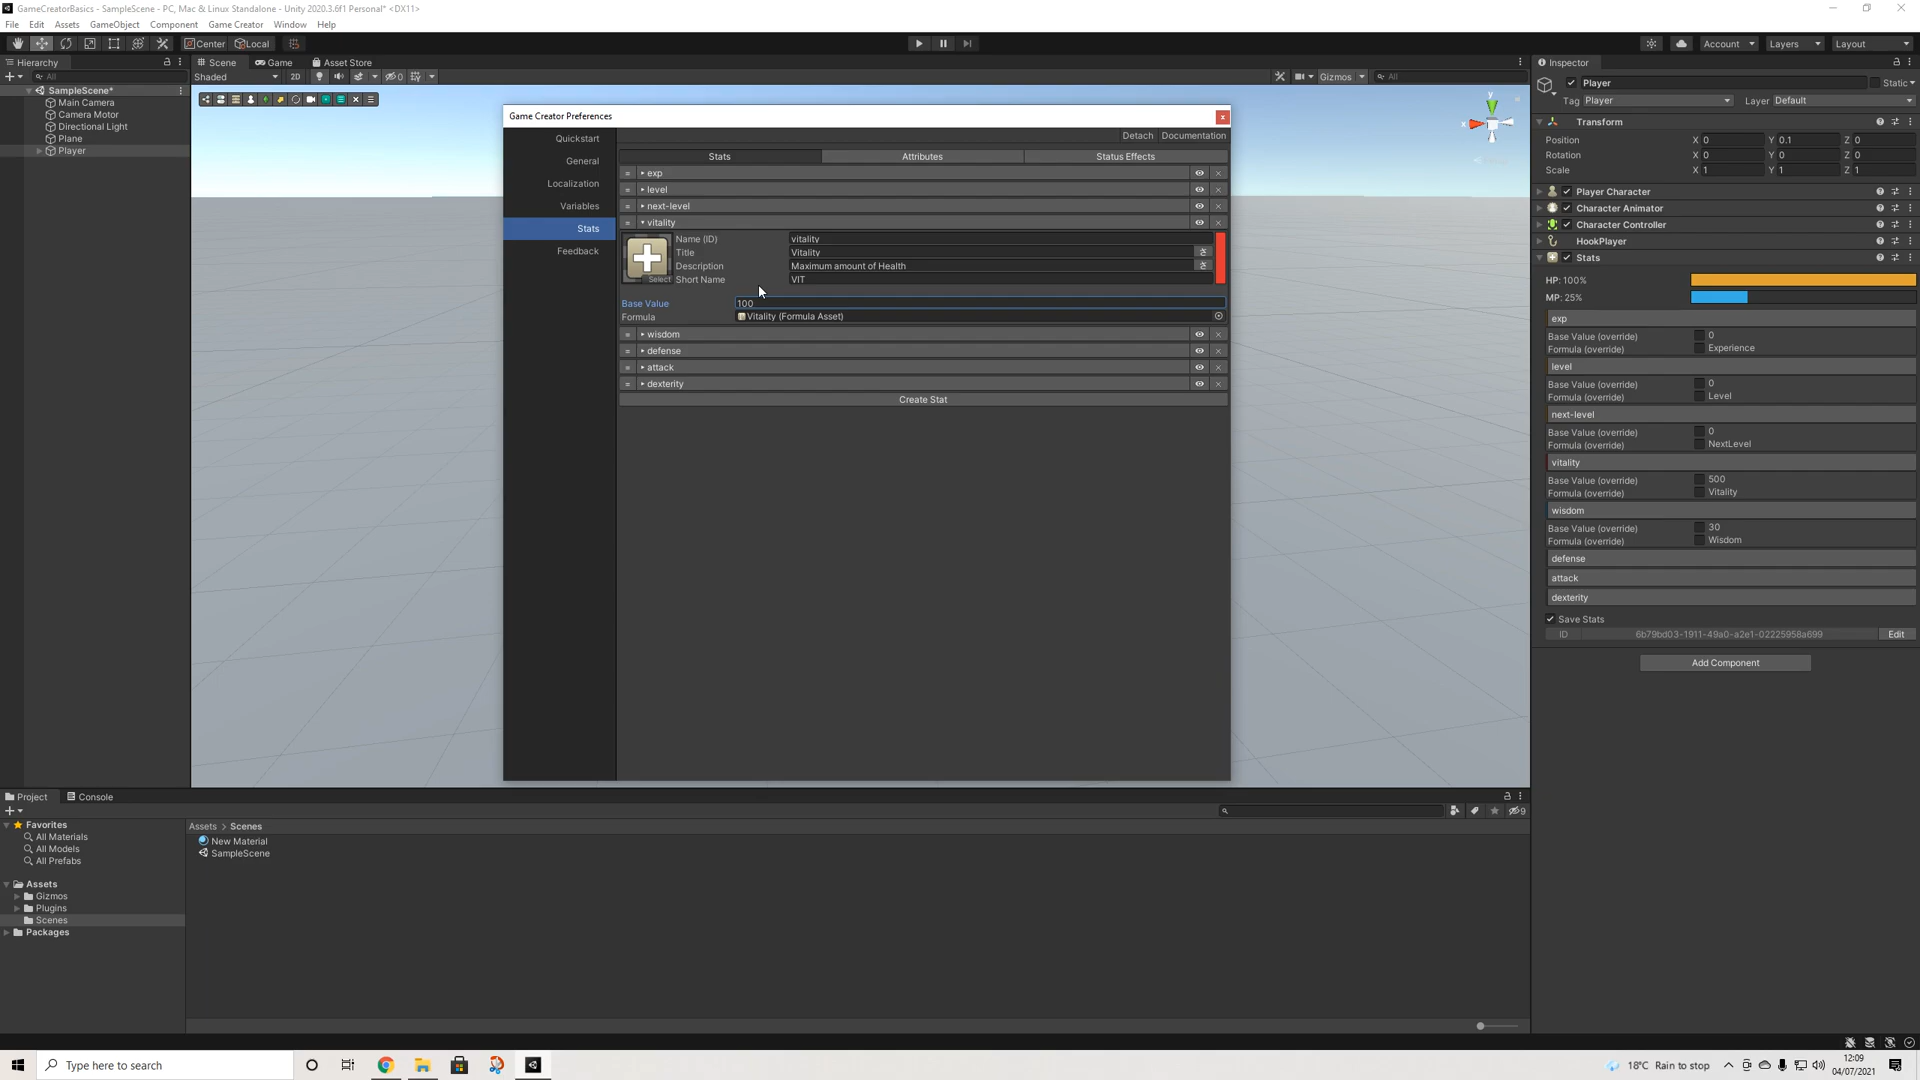 GameCreatorBasics - SampleScene - PC, Mac & Linux Standalone - Unity 2020.3.6f1 Personal* <DX11>
File Edit Assets GameObject Component Game Creator Window Help
Center Local Account Layers Layout
Hierarchy
All
SampleScene*
Main Camera
Camera Motor
Directional Light
Plane
Player
Scene Game Asset Store
Shaded 2D 0 Gizmos All
Game Creator Preferences
Quickstart
General
Localization
Variables
Stats
Feedback
Detach Documentation
Stats Attributes Status Effects
exp
level
next-level
vitality
Name (ID) vitality
Title Vitality
Description Maximum amount of Health
Select Short Name VIT
Base Value 100
Formula Vitality (Formula Asset)
wisdom
defense
attack
dexterity
Create Stat
Inspector
Player Static
Tag Player Layer Default
Transform
Position X 0 Y 0.1 Z 0
Rotation X 0 Y 0 Z 0
Scale X 1 Y 1 Z 1
Player Character
Character Animator
Character Controller
HookPlayer
Stats
HP: 100%
MP: 25%
exp
Base Value (override) 0
Formula (override) Experience
level
Base Value (override) 0
Formula (override) Level
next-level
Base Value (override) 0
Formula (override) NextLevel
vitality
Base Value (override) 500
Formula (override) Vitality
wisdom
Base Value (override) 30
Formula (override) Wisdom
defense
attack
dexterity
Save Stats
ID 6b79bd03-1911-49a0-a2e1-02225958a699 Edit
Add Component
Project Console
Favorites
All Materials
All Models
All Prefabs
Assets
Gizmos
Plugins
Scenes
Packages
Assets > Scenes
New Material
SampleScene
9
Type here to search
18°C Rain to stop
12:09
04/07/2021
y
x